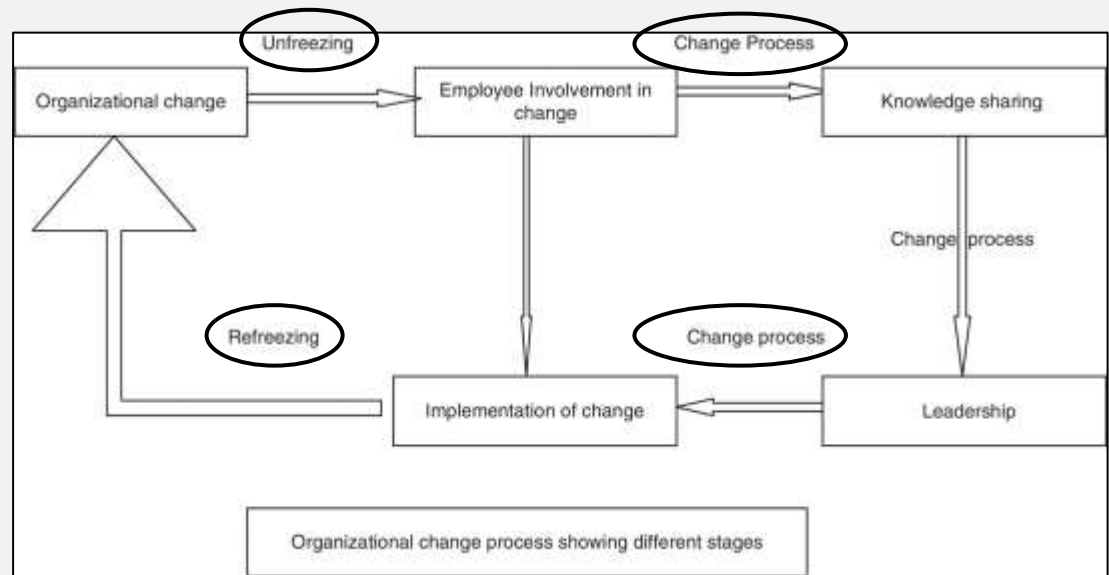 Unfreezing
Change Process
Organizational change
Employee Involvement in
change
Knowledge sharing
Change process
Refreezing
Change process
Implementation of change
Leadership
Organizational change process showing different stages